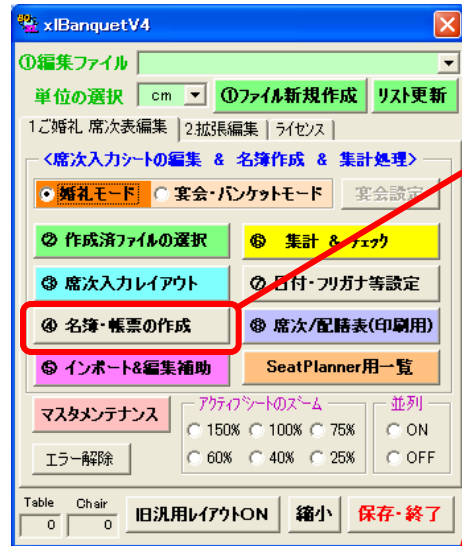 xlBanquetV4
①編集ファイル
単位の選択 cm ①ファイル新規作成 リスト更新
1ご婚礼 席次表編集 2拡張編集 ライセンス
<席次入力シートの編集 & 名簿作成 & 集計処理>
婚礼モード 宴会・バンケットモード 宴会設定
② 作成済ファイルの選択 ⑥ 集計 & チェック
③ 席次入力レイアウト ⑦ 日付・フリガナ等設定
④ 名簿・帳票の作成 ⑧ 席次/配膳表(印刷用)
⑤ インポート&編集補助 SeatPlanner用一覧
マスタメンテナンス アクティブシートのズーム 並列
150% 100% 75% ON
エラー解除 60% 40% 25% OFF
Table Chair
0 0 旧汎用レイアウトON 縮小 保存・終了